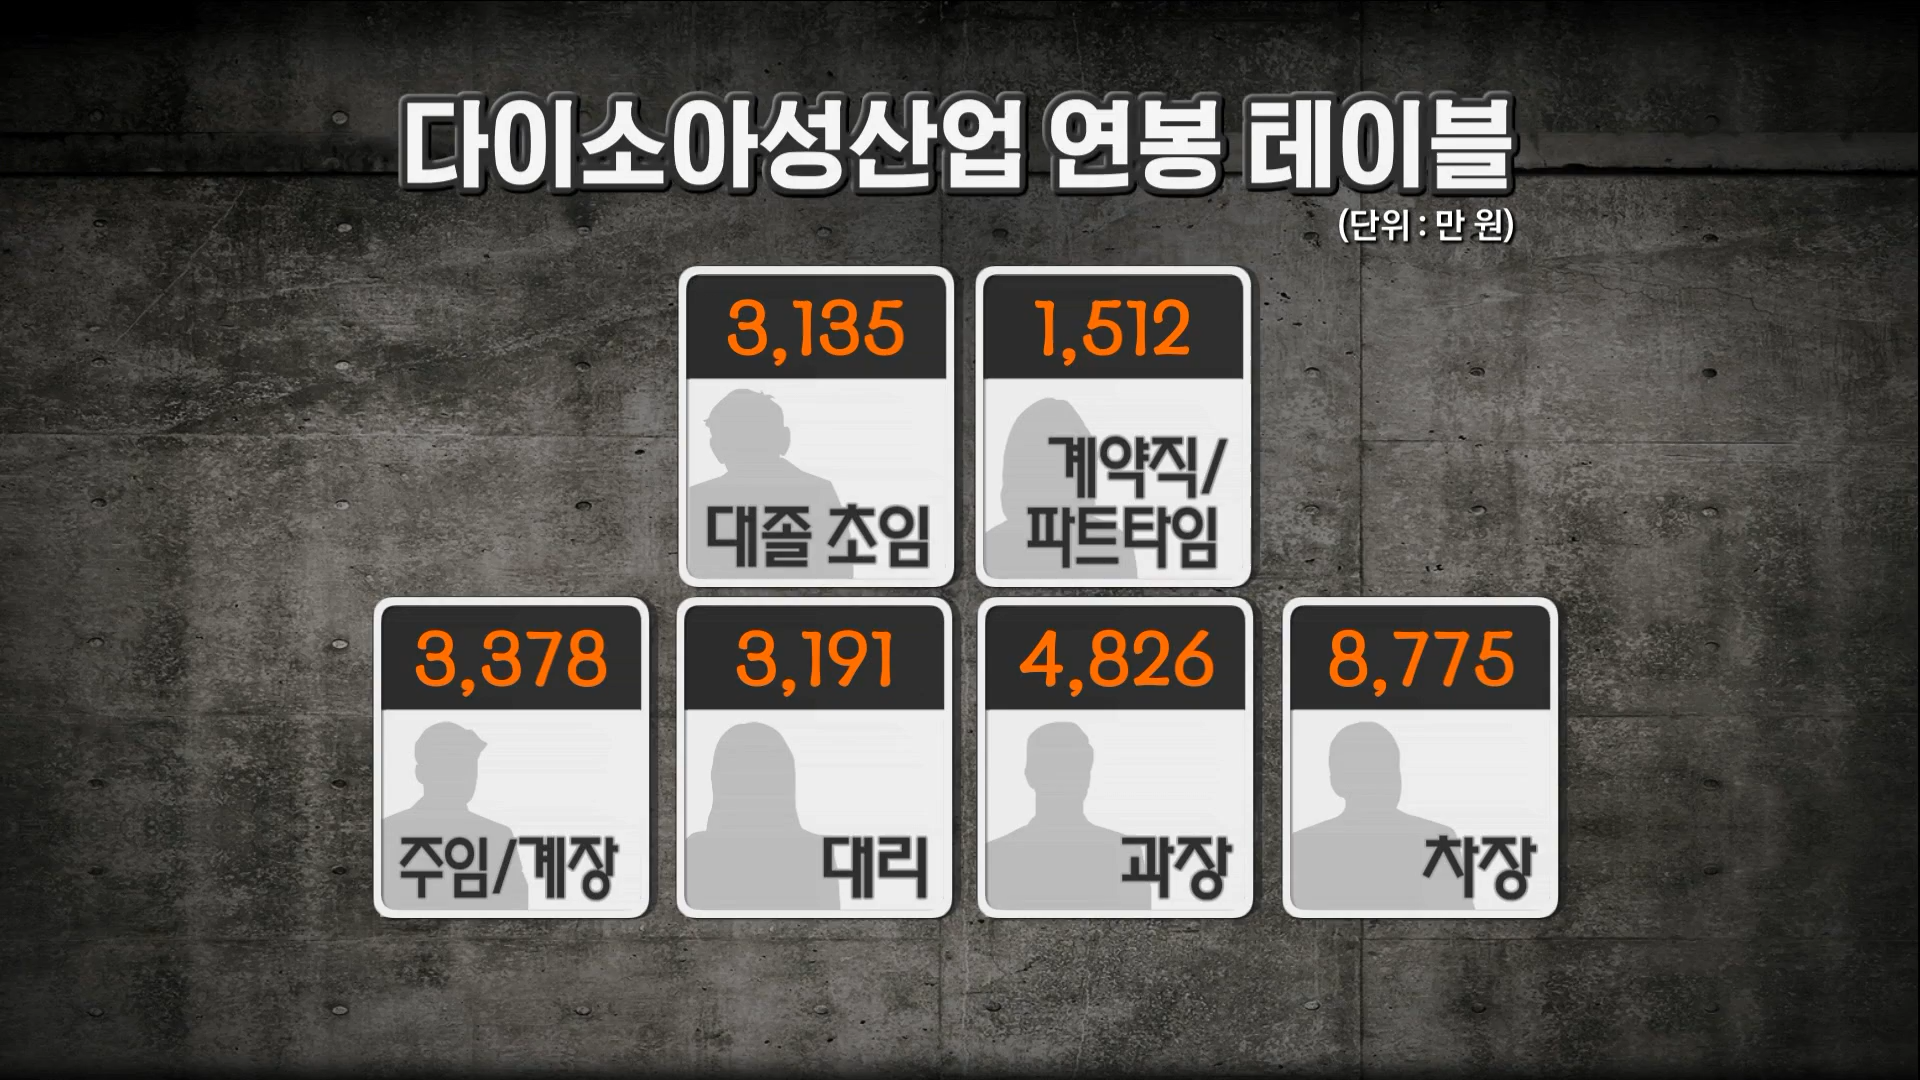 다이소아성산업 연봉 테이블
(단위 : 만 원)
3,135
대졸 초임
1,512
계약직/
파트타임
3,378
주임/계장
3,191
대리
4,826
과장
8,775
차장